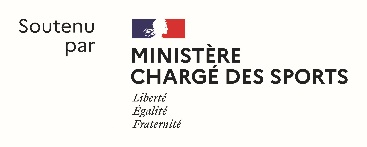 Soutenu
par
MINISTÈRE
CHARGÉ DES SPORTS
Liberté
Égalité
Fraternité